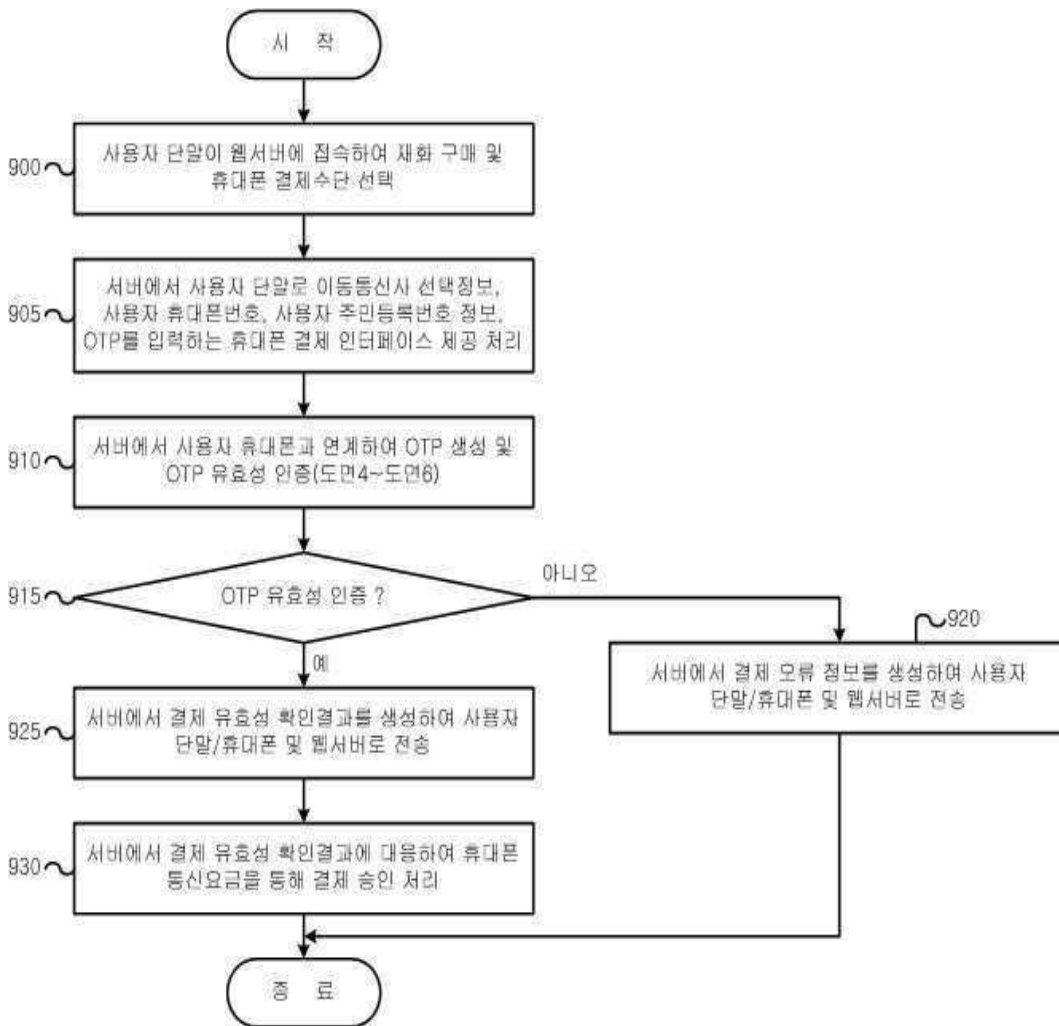 시 작
900
사용자 단말이 웹서버에 접속하여 재화 구매 및
휴대폰 결제수단 선택
905
서버에서 사용자 단말로 이동통신사 선택정보,
사용자 휴대폰번호, 사용자 주민등록번호 정보,
OTP를 입력하는 휴대폰 결제 인터페이스 제공 처리
910
서버에서 사용자 휴대폰과 연계하여 OTP 생성 및
OTP 유효성 인증(도면4~도면6)
915
OTP 유효성 인증 ?
아니오
예
920
서버에서 결제 오류 정보를 생성하여 사용자
단말/휴대폰 및 웹서버로 전송
925
서버에서 결제 유효성 확인결과를 생성하여 사용자
단말/휴대폰 및 웹서버로 전송
930
서버에서 결제 유효성 확인결과에 대응하여 휴대폰
통신요금을 통해 결제 승인 처리
종 료